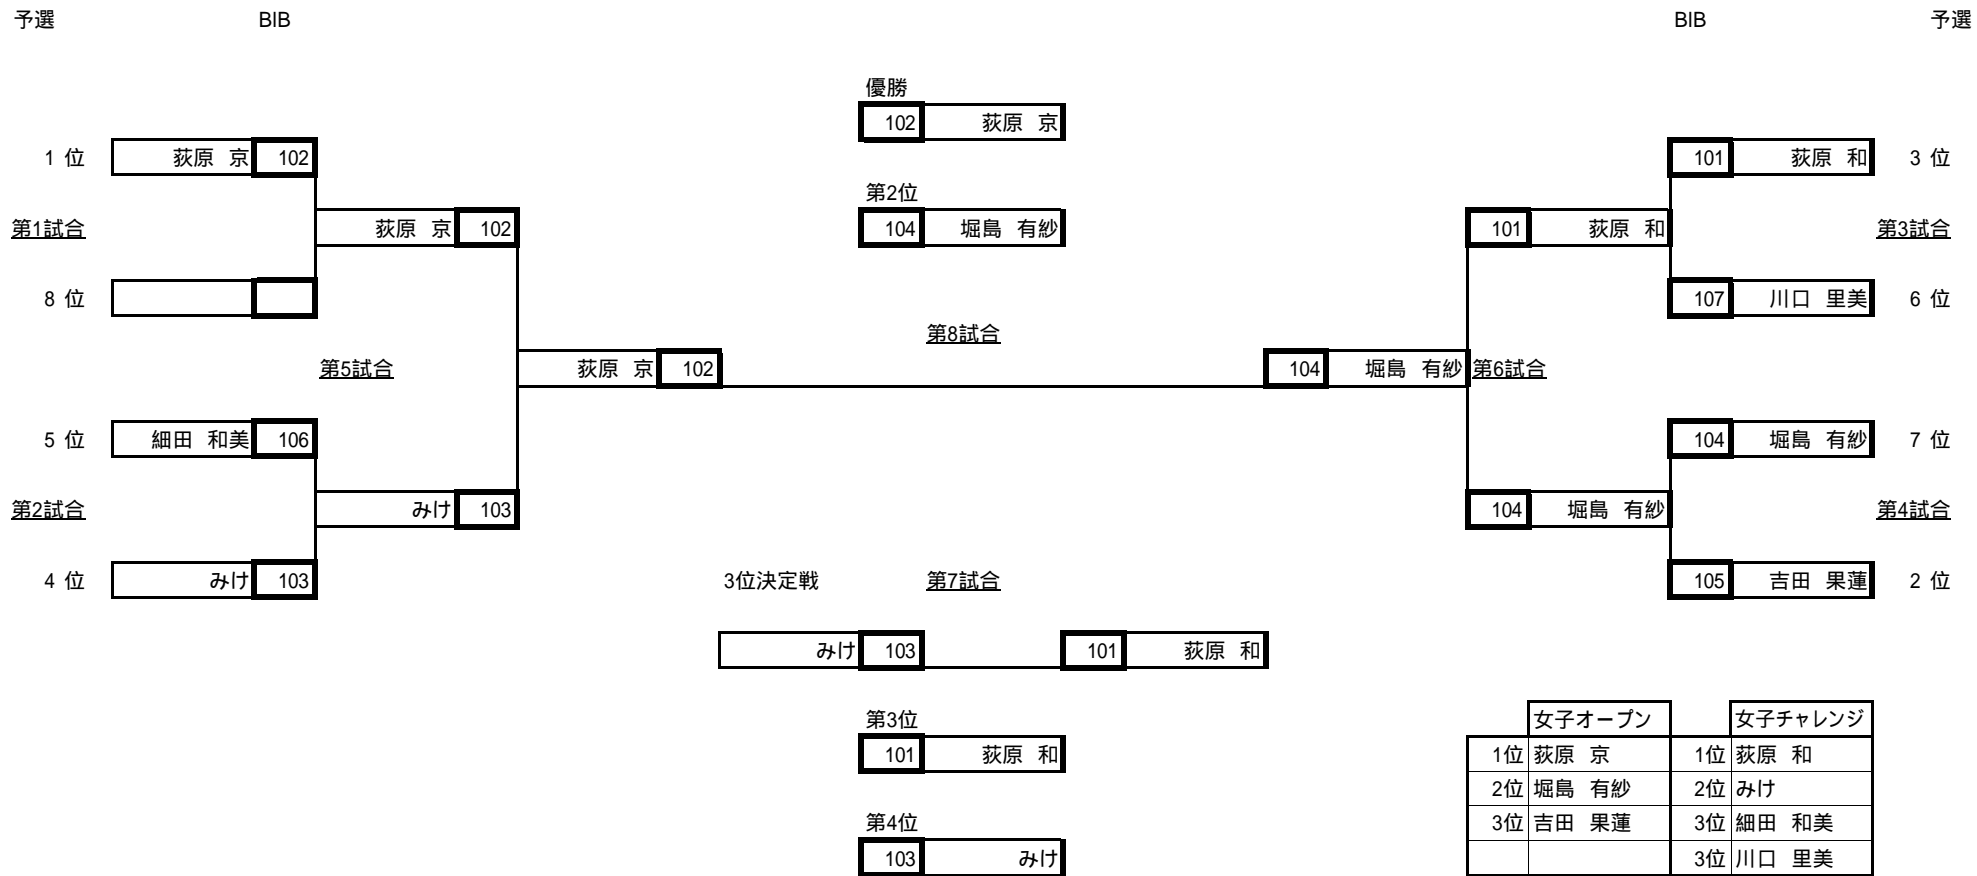 予選 BIB BIB 予選
優勝
102 荻原 京
1 位 荻原 京 102 101 荻原 和 3 位
第2位
第1試合 荻原 京 102 104 堀島 有紗 101 荻原 和 第3試合
8 位 107 川口 里美 6 位
第8試合
第5試合 荻原 京 102 104 堀島 有紗 第6試合
5 位 細田 和美 106 104 堀島 有紗 7 位
第2試合 みけ 103 104 堀島 有紗 第4試合
4 位 みけ 103 3位決定戦 第7試合 105 吉田 果蓮 2 位
みけ 103 101 荻原 和
第3位
101 荻原 和
第4位
103 みけ
女子オープン 女子チャレンジ
1位 荻原 京 1位 荻原 和
2位 堀島 有紗 2位 みけ
3位 吉田 果蓮 3位 細田 和美
3位 川口 里美